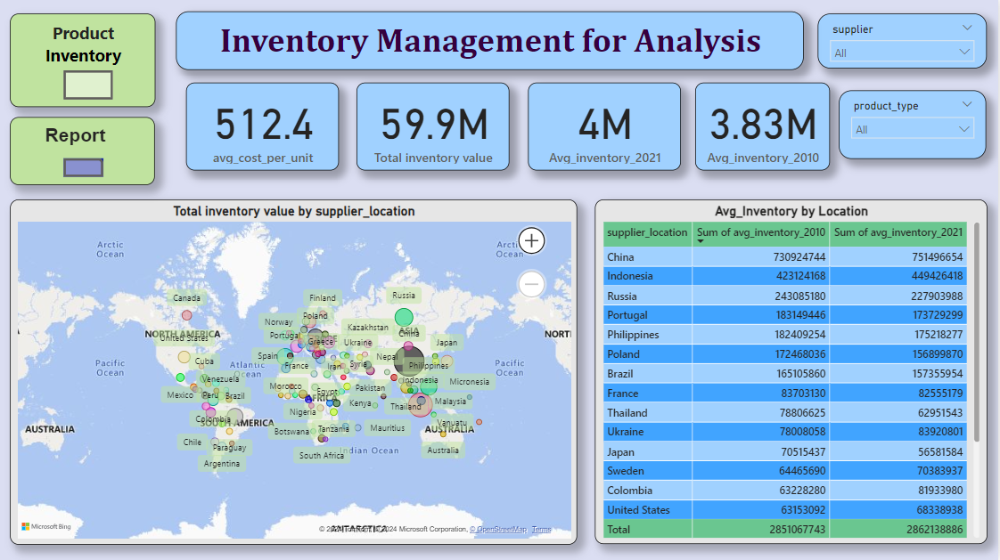 Product
Inventory
Report
Inventory Management for Analysis
supplier
All
product_type
All
512.4
avg_cost_per_unit
59.9M
Total inventory value
4M
Avg_inventory_2021
3.83M
Avg_inventory_2010
Total inventory value by supplier_location
Arctic
Ocean
Arctic
Ocean
Canada
Finland
Russia
Norway
Poland
Kazakhstan
ASIA
NORTH AMERICA
United States
Portugal
Greece
Ukraine
China
Japan
NORT
Spain
Nepal
Cuba
Pacific
Ocean
Atlantic
Ocean
France
Iran
Syria
Philippines
Pacific
Ocean
Venezuela
Indonesia
Micronesia
Mexico
Peru
Brazil
Morocco
Egypt
Pakistan
AFRICA
Kenya
Malaysia
Thailand
Colombia
SOUTH AMERICA
Nigeria
Vanuatu
AUSTRALIA
Botswana
Tanzania
Mauritius
AUSTRALIA
Chile
Paraguay
South Africa
Indian Ocean
Australia
Argentina
ANTARCTICA
Microsoft Bing
2024 Microsoft Corporation, © OpenStreetMap Terms
Avg_Inventory by Location
supplier_location Sum of avg_inventory_2010 Sum of avg_inventory_2021
China 730924744 751496654
Indonesia 423124168 449426418
Russia 243085180 227903988
Portugal 183149446 173729299
Philippines 182409254 175218277
Poland 172468036 156899870
Brazil 165105860 157355954
France 83703130 82555179
Thailand 78806625 62951543
Ukraine 78008058 83920801
Japan 70515437 56581584
Sweden 64465690 70383937
Colombia 63228280 81933980
United States 63153092 68338938
Total 2851067743 2862138886